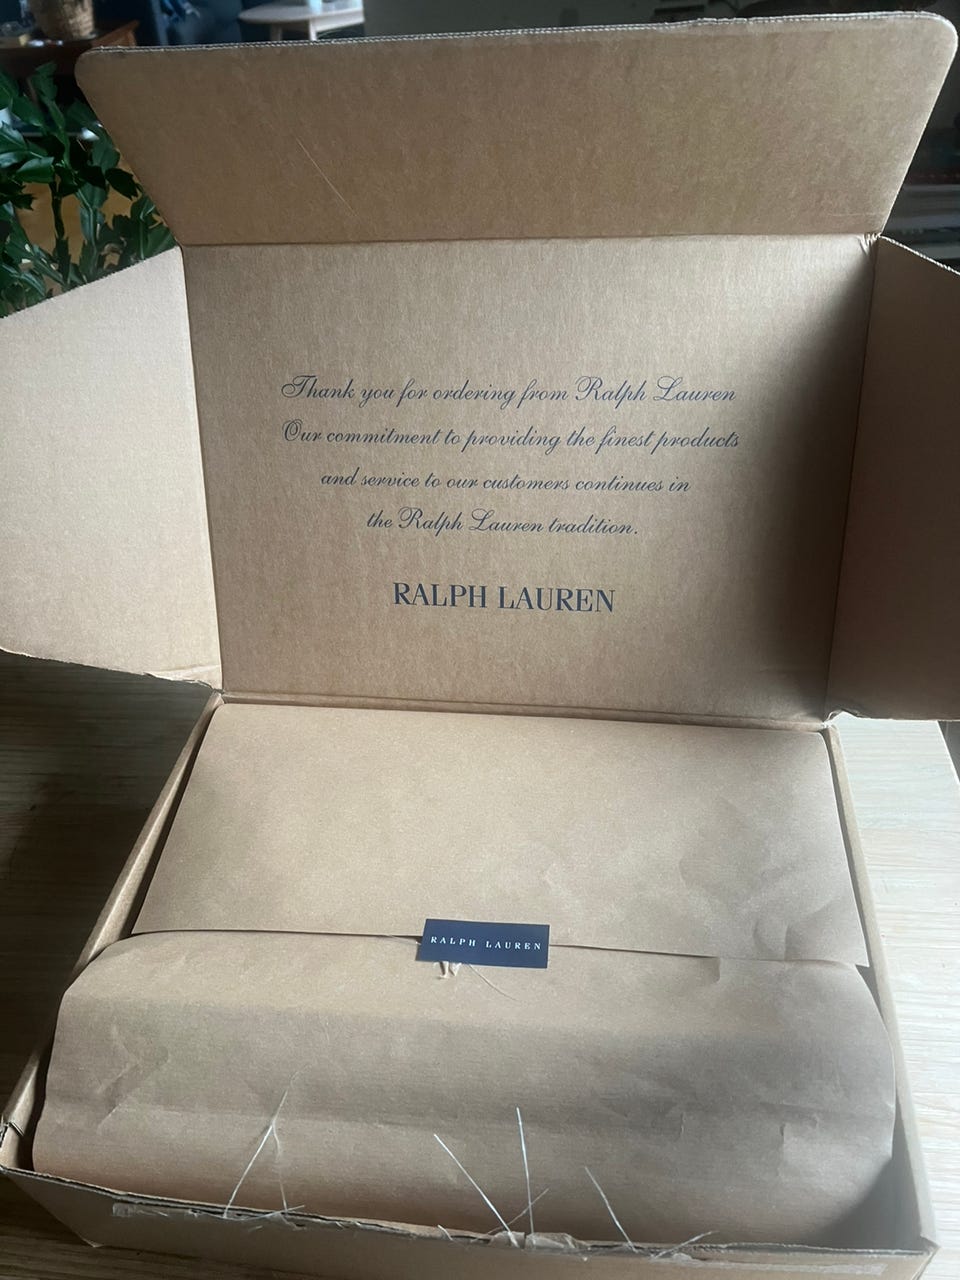 Thank you for ordering from Ralph Lauren
Our commitment to providing the finest products
and service to our customers continues in
the Ralph Lauren tradition.
RALPH LAUREN
RALPH LAUREN